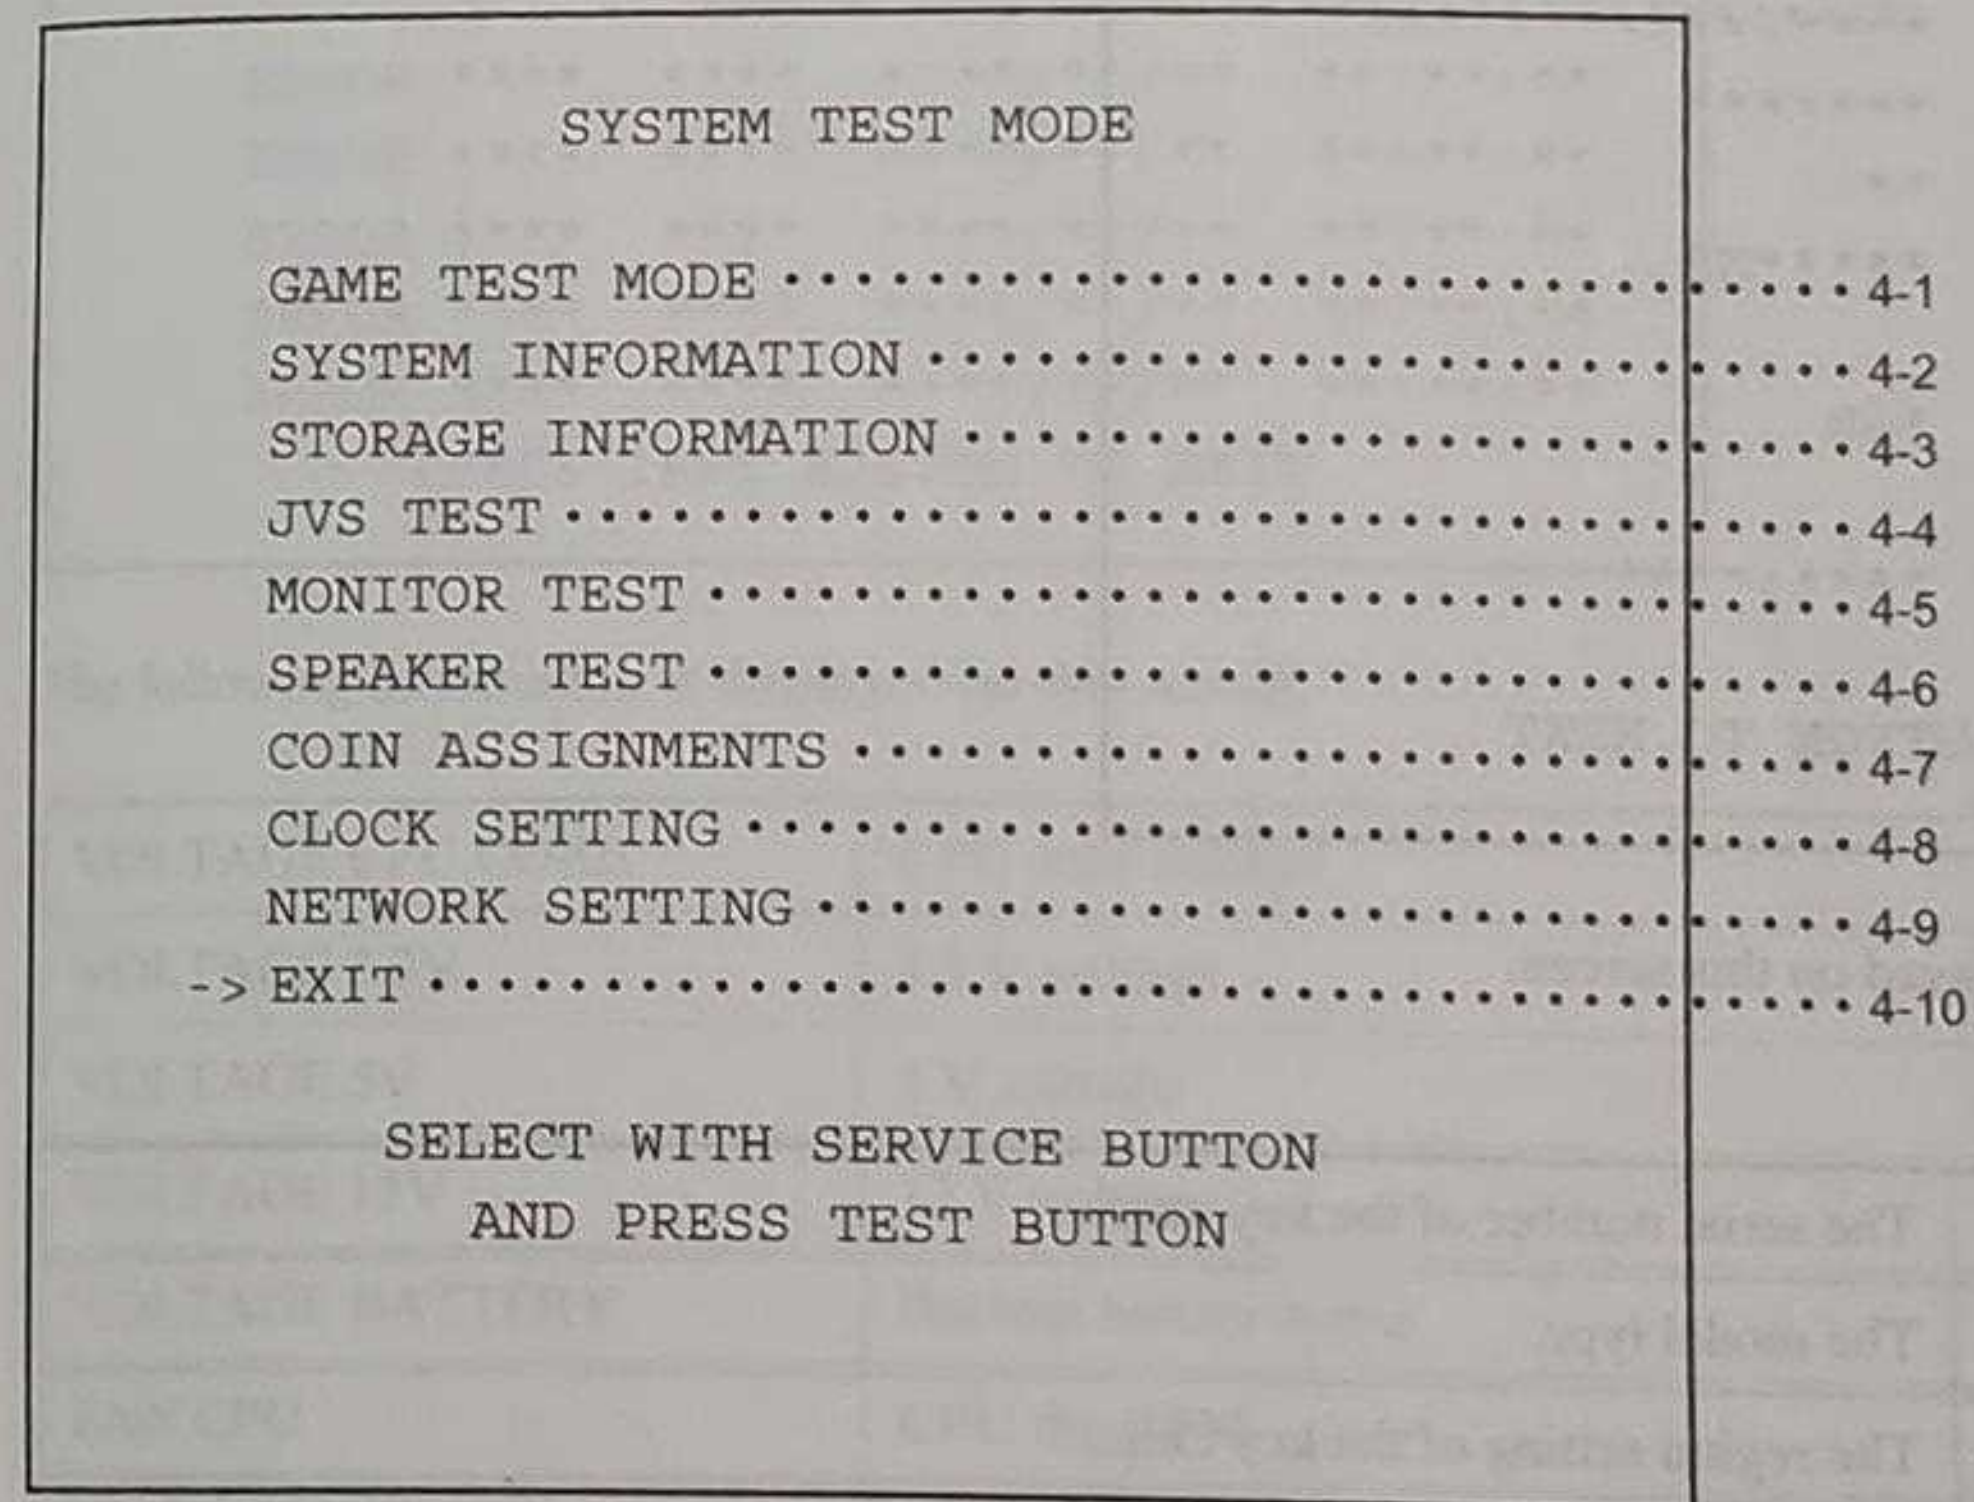 SYSTEM TEST MODE
GAME TEST MODE ····························· 4-1
SYSTEM INFORMATION ························· 4-2
STORAGE INFORMATION ························ 4-3
JVS TEST ··································· 4-4
MONITOR TEST ······························· 4-5
SPEAKER TEST ······························· 4-6
COIN ASSIGNMENTS ··························· 4-7
CLOCK SETTING ······························ 4-8
NETWORK SETTING ···························· 4-9
-> EXIT ······································· 4-10
SELECT WITH SERVICE BUTTON
AND PRESS TEST BUTTON